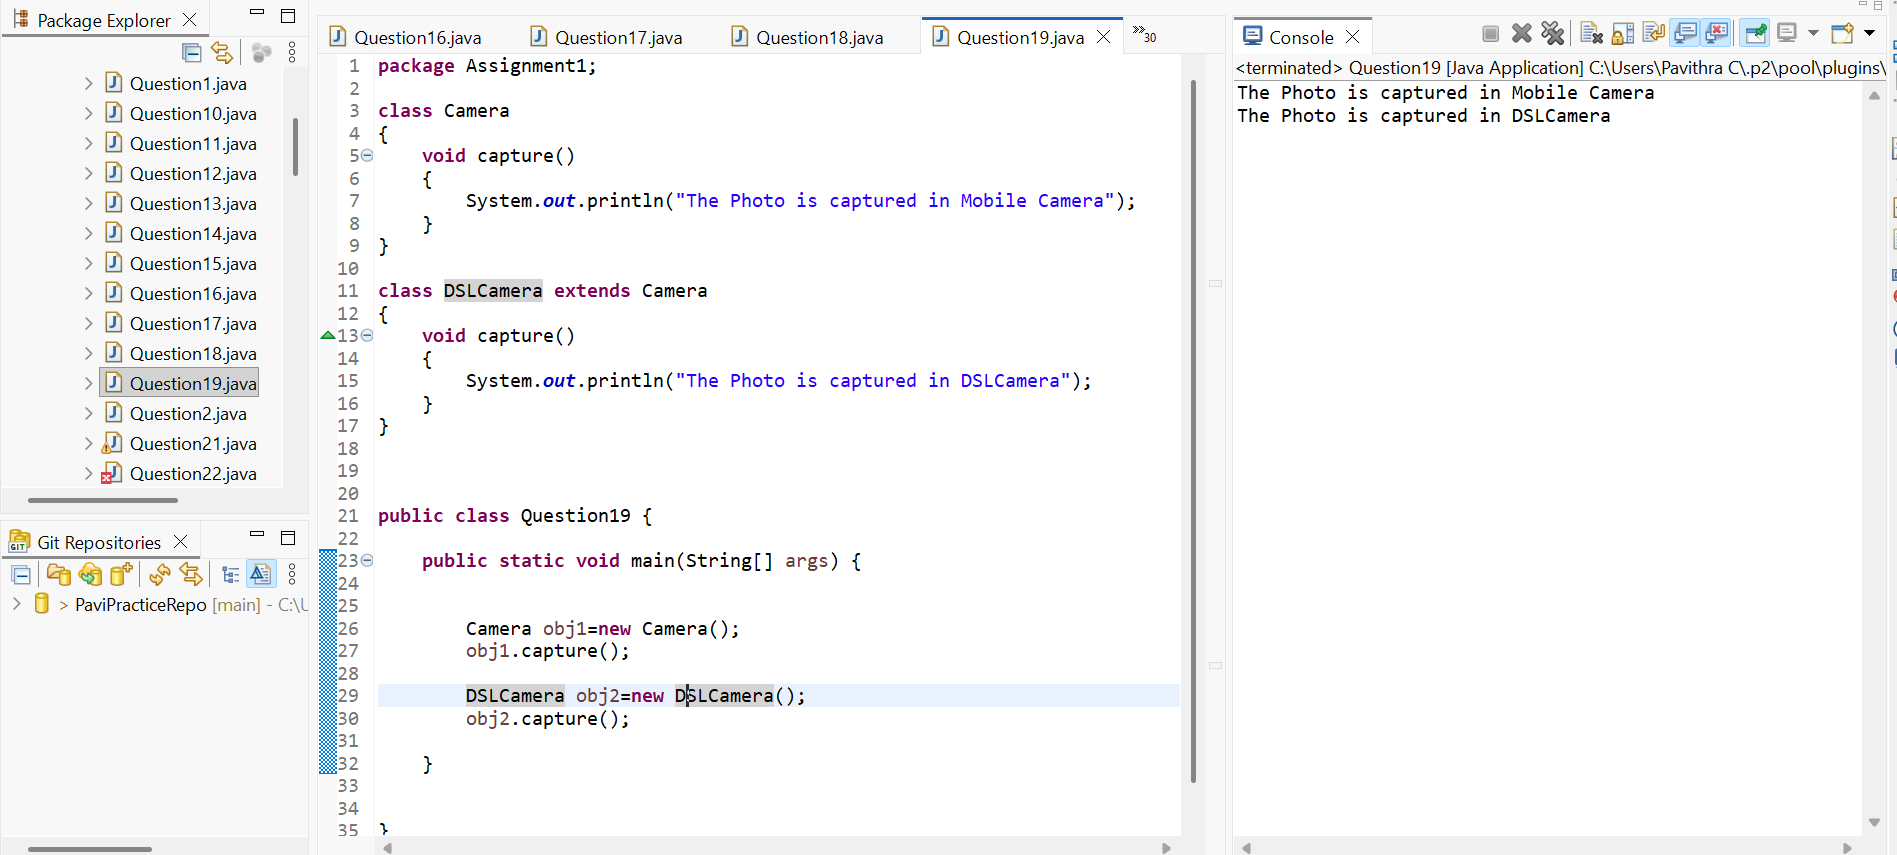 Package Explorer
Question1.java
Question10.java
Question11.java
Question12.java
Question13.java
Question14.java
Question15.java
Question16.java
Question17.java
Question18.java
Question19.java
Question2.java
Question21.java
Question22.java
Git Repositories
> PaviPracticeRepo [main] - C:\U
Question16.java
Question17.java
Question18.java
Question19.java
»30
1 package Assignment1;
2
3 class Camera
4 {
5 void capture()
6 {
7 System.out.println("The Photo is captured in Mobile Camera");
8 }
9 }
10
11 class DSLCamera extends Camera
12 {
13 void capture()
14 {
15 System.out.println("The Photo is captured in DSLCamera");
16 }
17 }
18
19
20
21 public class Question19 {
22
23 public static void main(String[] args) {
24
25
26 Camera obj1=new Camera();
27 obj1.capture();
28
29 DSLCamera obj2=new DSLCamera();
30 obj2.capture();
31
32 }
33
34
35 }
Console
<terminated> Question19 [Java Application] C:\Users\Pavithra C\.p2\pool\plugins\
The Photo is captured in Mobile Camera
The Photo is captured in DSLCamera